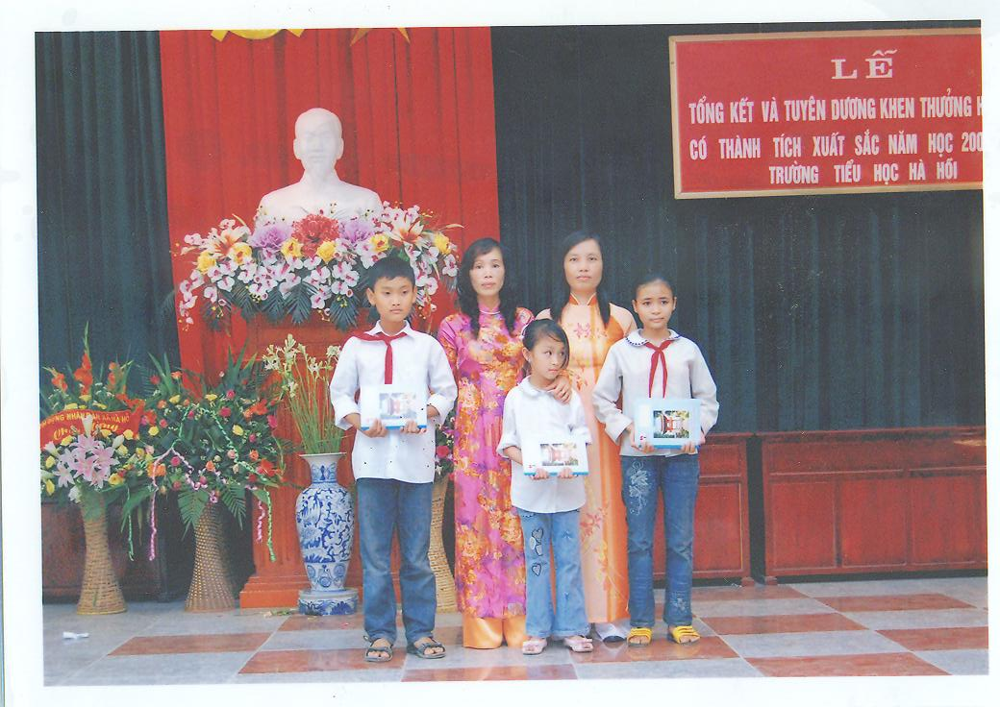 LỄ
TỔNG KẾT VÀ TUYÊN DƯƠNG KHEN THƯỞNG H
CÓ THÀNH TÍCH XUẤT SẮC NĂM HỌC 200
TRƯỜNG TIỂU HỌC HÀ HỒI